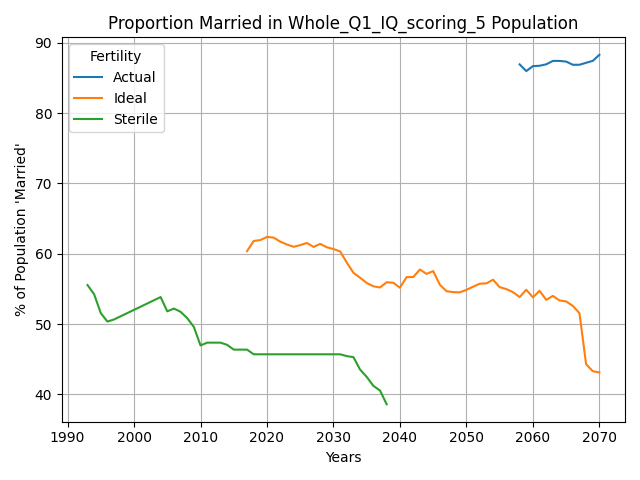 Proportion Married in Whole_Q1_IQ_scoring_5 Population
% of Population 'Married'
90
80
70
60
50
40
Fertility
Actual
Ideal
Sterile
1990 2000 2010 2020 2030 2040 2050 2060 2070
Years